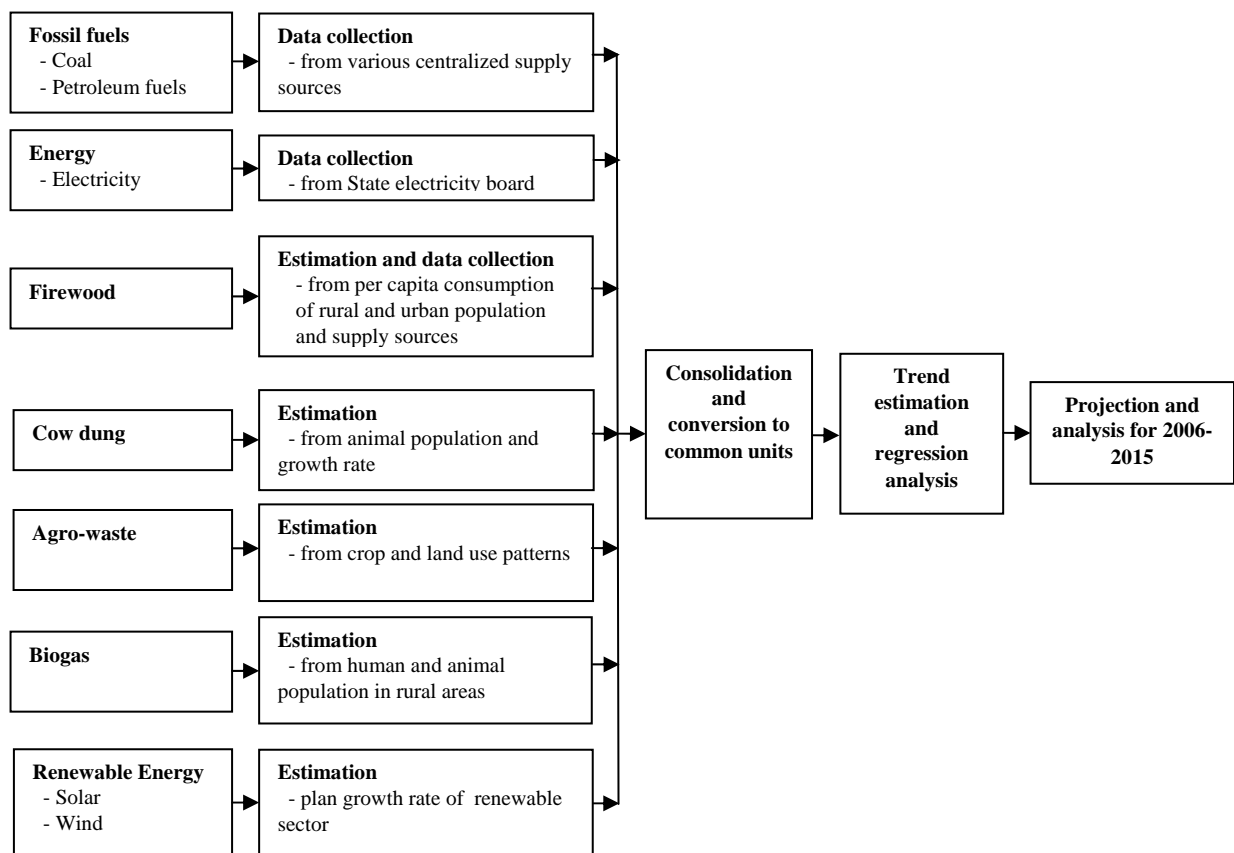 Fossil fuels
- Coal
- Petroleum fuels
Data collection
- from various centralized supply
sources
Energy
- Electricity
Data collection
- from State electricity board
Firewood
Estimation and data collection
- from per capita consumption
of rural and urban population
and supply sources
Cow dung
Estimation
- from animal population and
growth rate
Agro-waste
Estimation
- from crop and land use patterns
Biogas
Estimation
- from human and animal
population in rural areas
Renewable Energy
- Solar
- Wind
Estimation
- plan growth rate of renewable
sector
Consolidation
and
conversion to
common units
Trend
estimation
and
regression
analysis
Projection and
analysis for 2006-
2015